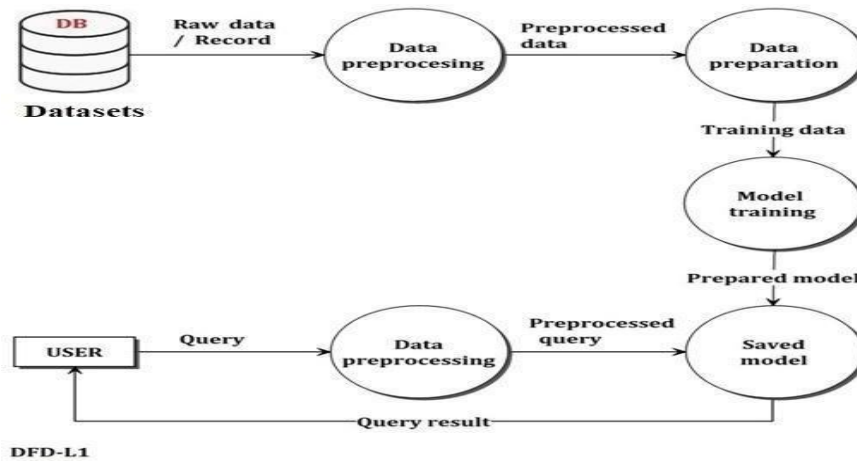 DB
Datasets
Raw data
/ Record
Data
preprocesing
Preprocessed
data
Data
preparation
Training data
Model
training
Prepared model
USER
Query
Data
preprocessing
Preprocessed
query
Saved
model
Query result
DFD-L1